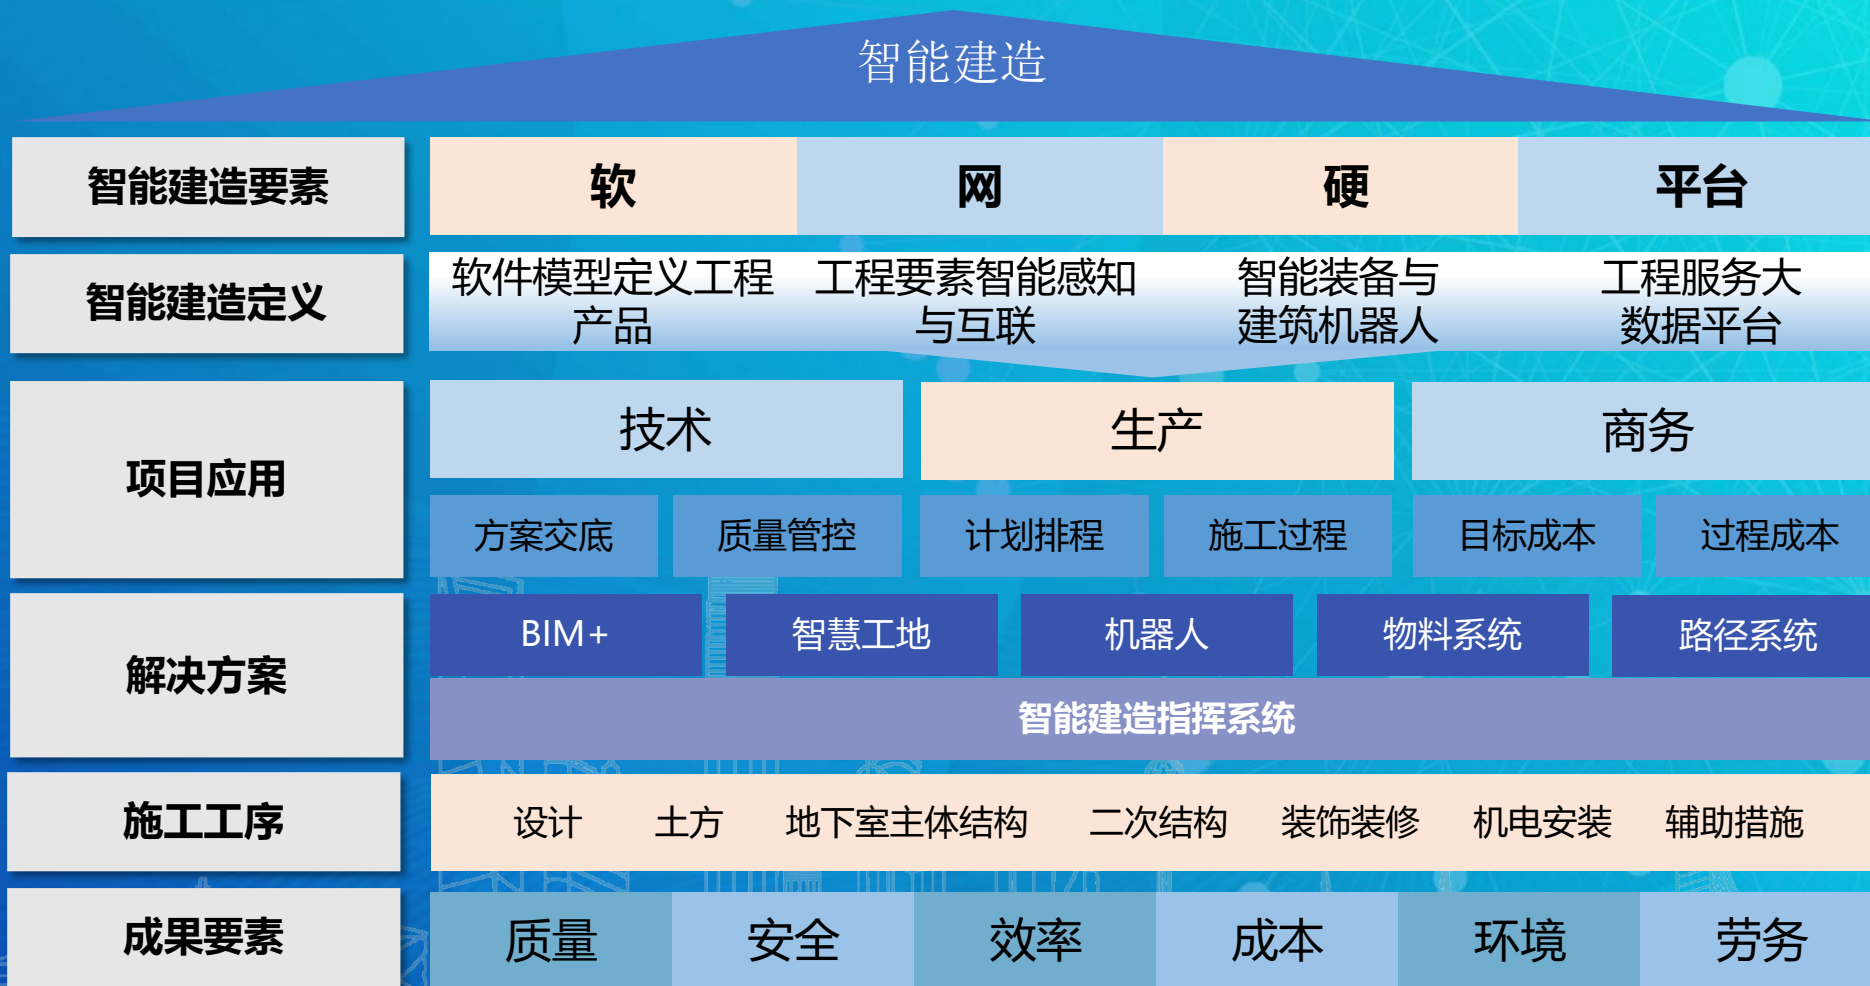 智能建造
智能建造要素
软 网 硬 平台
智能建造定义
软件模型定义工程 工程要素智能感知 智能装备与 工程服务大
产品 与互联 建筑机器人 数据平台
项目应用
技术 生产 商务
方案交底 质量管控 计划排程 施工过程 目标成本 过程成本
解决方案
BIM+ 智慧工地 机器人 物料系统 路径系统
智能建造指挥系统
施工工序
设计 土方 地下室主体结构 二次结构 装饰装修 机电安装 辅助措施
成果要素
质量 安全 效率 成本 环境 劳务